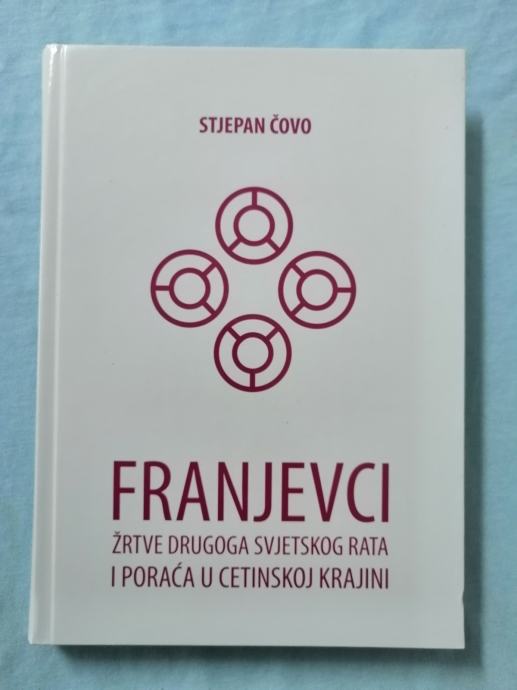 STJEPAN ČOVO
FRANJEVCI
ŽRTVE DRUGOGA SVJETSKOG RATA
I PORAĆA U CETINSKOJ KRAJINI